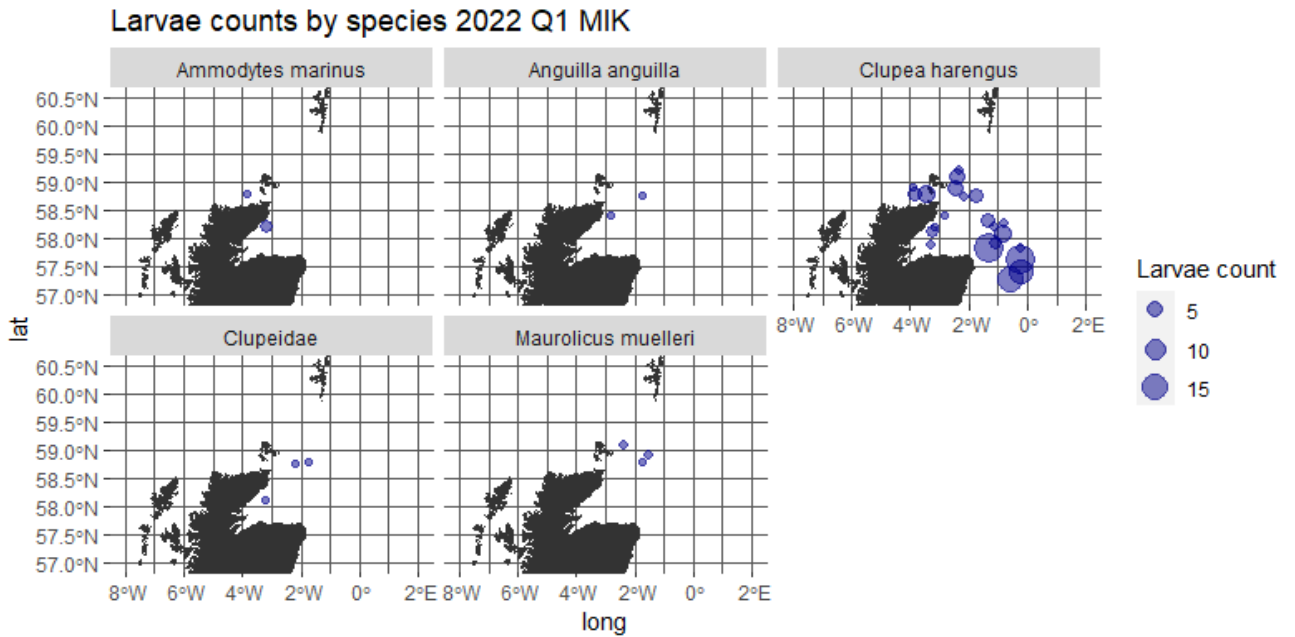 Larvae counts by species 2022 Q1 MIK
Ammodytes marinus
Anguilla anguilla
Clupea harengus
60.5°N
60.0°N
59.5°N
59.0°N
58.5°N
58.0°N
57.5°N
57.0°N
8°W 6°W 4°W 2°W 0° 2°E
Clupeidae
Maurolicus muelleri
60.5°N
60.0°N
59.5°N
59.0°N
58.5°N
58.0°N
57.5°N
57.0°N
8°W 6°W 4°W 2°W 0° 2°E
8°W 6°W 4°W 2°W 0° 2°E
lat
long
Larvae count
5
10
15